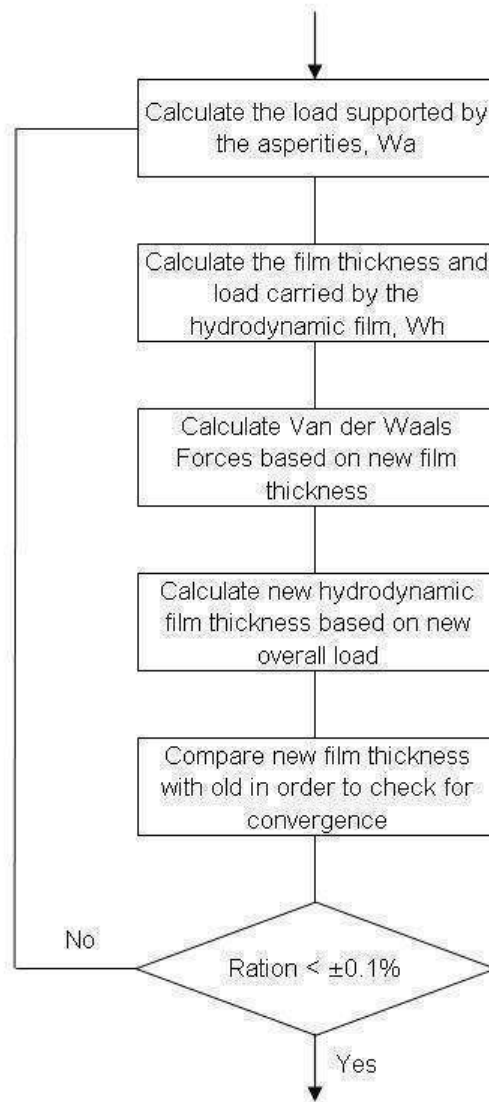 Calculate the load supported by
the asperities, Wa
Calculate the film thickness and
load carried by the
hydrodynamic film, Wh
Calculate Van der Waals
Forces based on new film
thickness
Calculate new hydrodynamic
film thickness based on new
overall load
Compare new film thickness
with old in order to check for
convergence
No
Ration < ±0.1%
Yes